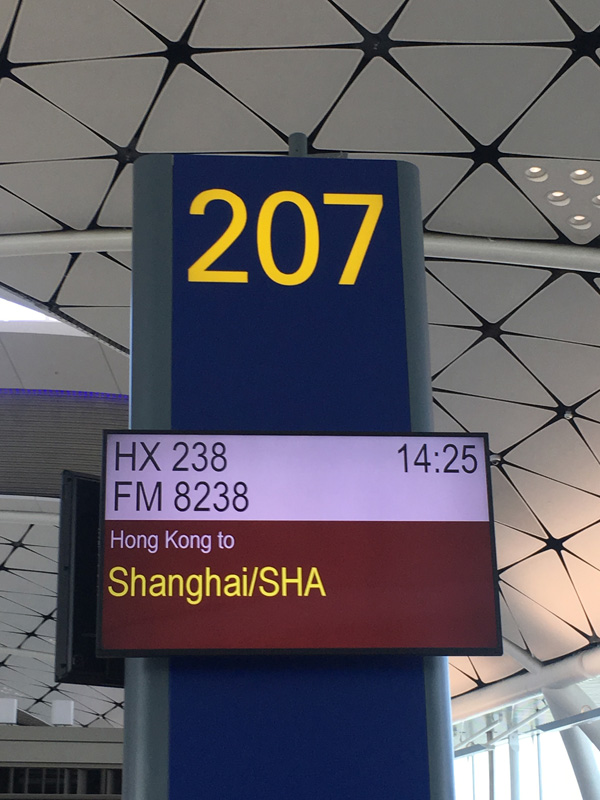 207
HX 238 14:25
FM 8238
Hong Kong to
Shanghai/SHA